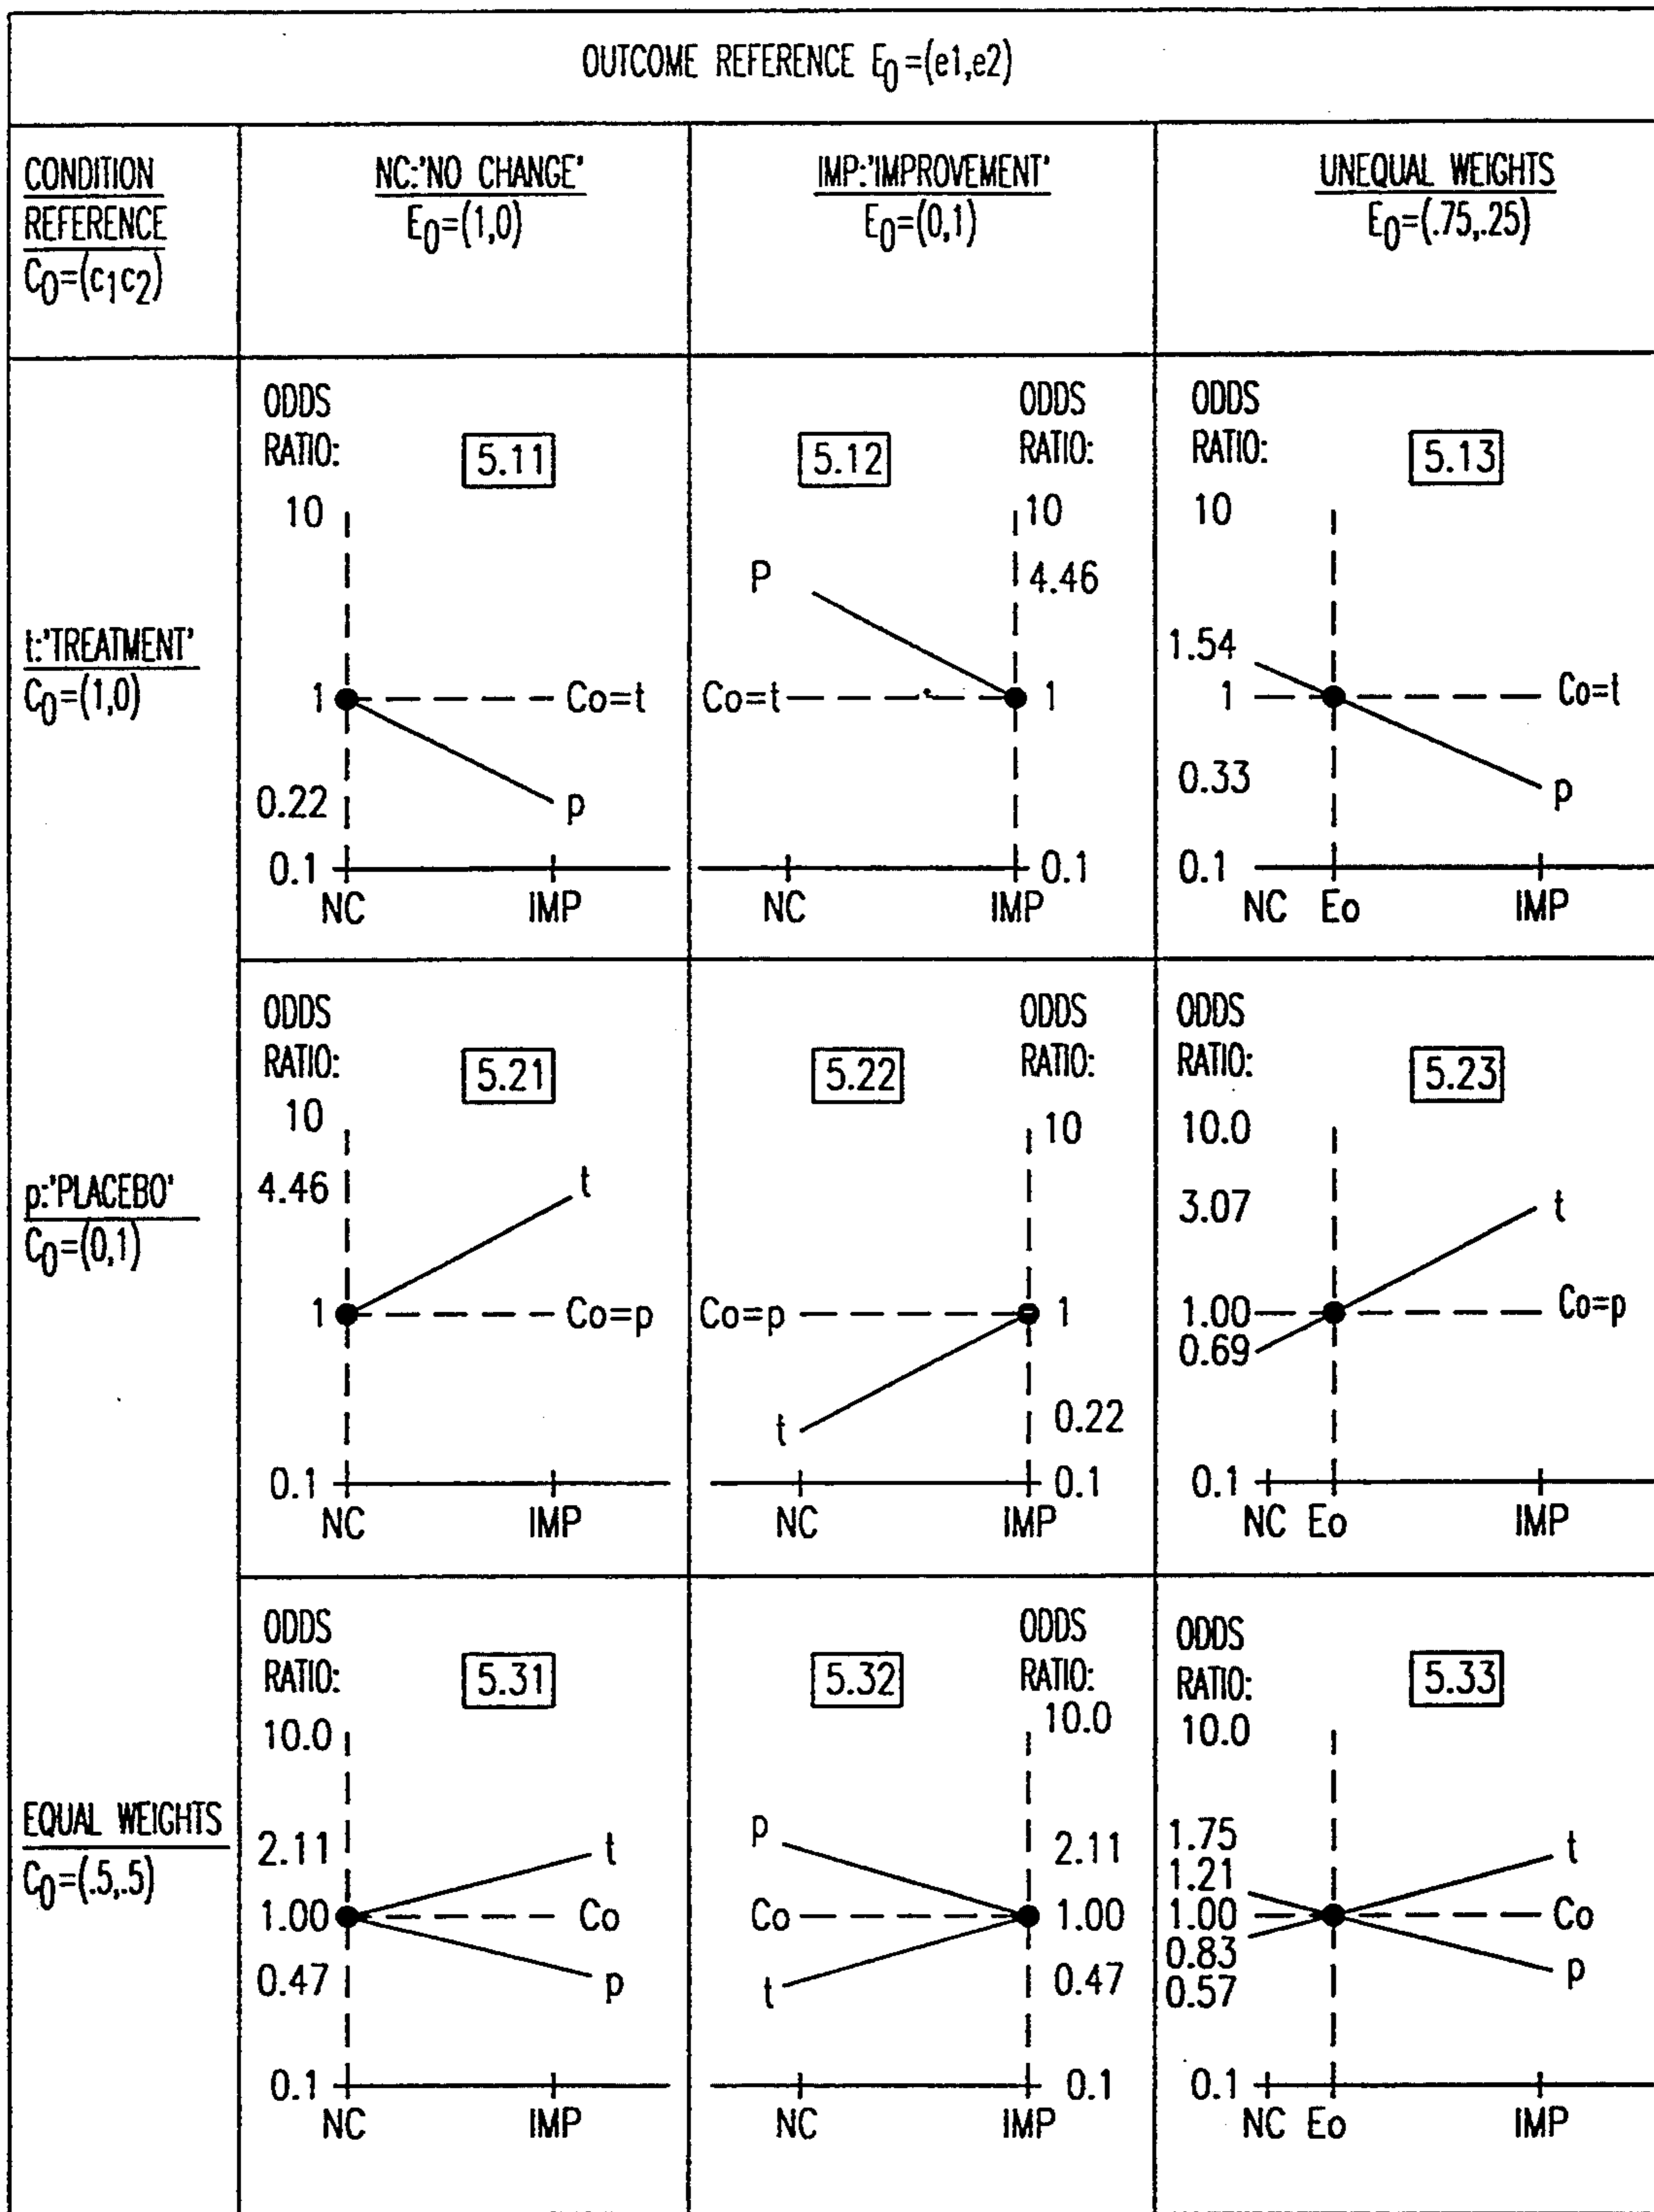 OUTCOME REFERENCE E0=(e1,e2)
CONDITION
REFERENCE
C0=(c1c2)
NC:'NO CHANGE'
E0=(1,0)
IMP:'IMPROVEMENT'
E0=(0,1)
UNEQUAL WEIGHTS
E0=(.75,.25)
t:'TREATMENT'
C0=(1,0)
ODDS
RATIO:
5.11
10
1
Co=t
0.22
p
0.1
NC IMP
ODDS
RATIO:
5.12
10
P
4.46
Co=t
1
0.1
NC IMP
ODDS
RATIO:
5.13
10
1.54
1
Co=t
0.33
p
0.1
NC Eo IMP
p:'PLACEBO'
C0=(0,1)
ODDS
RATIO:
5.21
10
4.46
t
1
Co=p
0.1
NC IMP
ODDS
RATIO:
5.22
10
Co=p
1
t
0.22
0.1
NC IMP
ODDS
RATIO:
5.23
10.0
3.07
t
1.00
Co=p
0.69
0.1
NC Eo IMP
EQUAL WEIGHTS
C0=(.5,.5)
ODDS
RATIO:
5.31
10.0
2.11
t
1.00
Co
0.47
p
0.1
NC IMP
ODDS
RATIO:
5.32
10.0
p
2.11
Co
1.00
t
0.47
0.1
NC IMP
ODDS
RATIO:
5.33
10.0
1.75
t
1.21
1.00
Co
0.83
0.57
p
0.1
NC Eo IMP